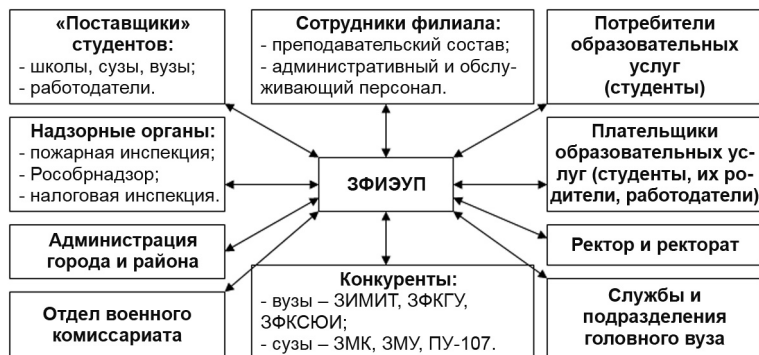 «Поставщики»
студентов:
- школы, сузы, вузы;
- работодатели.
Сотрудники филиала:
- преподавательский состав;
- административный и обслу-
живающий персонал.
Потребители
образовательных
услуг
(студенты)
Надзорные органы:
- пожарная инспекция;
- Рособрнадзор;
- налоговая инспекция.
ЗФИЭУП
Плательщики
образовательных ус-
луг (студенты, их ро-
дители, работодатели)
Администрация
города и района
Ректор и ректорат
Отдел военного
комиссариата
Конкуренты:
- вузы – ЗИМИТ, ЗФКГУ,
ЗФКСЮИ;
- сузы – ЗМК, ЗМУ, ПУ-107.
Службы и
подразделения
головного вуза